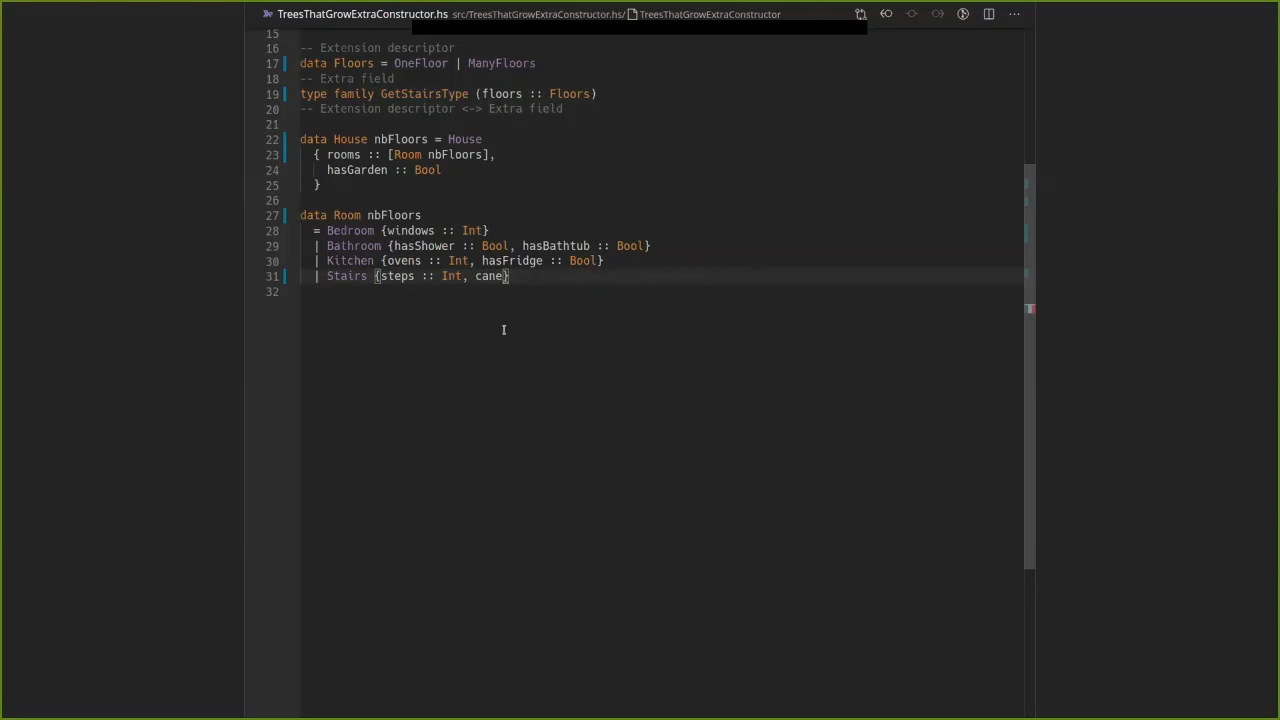 TreesThatGrowExtraConstructor.hs src/TreesThatGrowExtraConstructor.hs/ TreesThatGrowExtraConstructor
15
16 -- Extension descriptor
17 data Floors = OneFloor | ManyFloors
18 -- Extra field
19 type family GetStairsType (floors :: Floors)
20 -- Extension descriptor <-> Extra field
21
22 data House nbFloors = House
23 { rooms :: [Room nbFloors],
24 hasGarden :: Bool
25 }
26
27 data Room nbFloors
28 = Bedroom {windows :: Int}
29 | Bathroom {hasShower :: Bool, hasBathtub :: Bool}
30 | Kitchen {ovens :: Int, hasFridge :: Bool}
31 | Stairs {steps :: Int, cane}
32